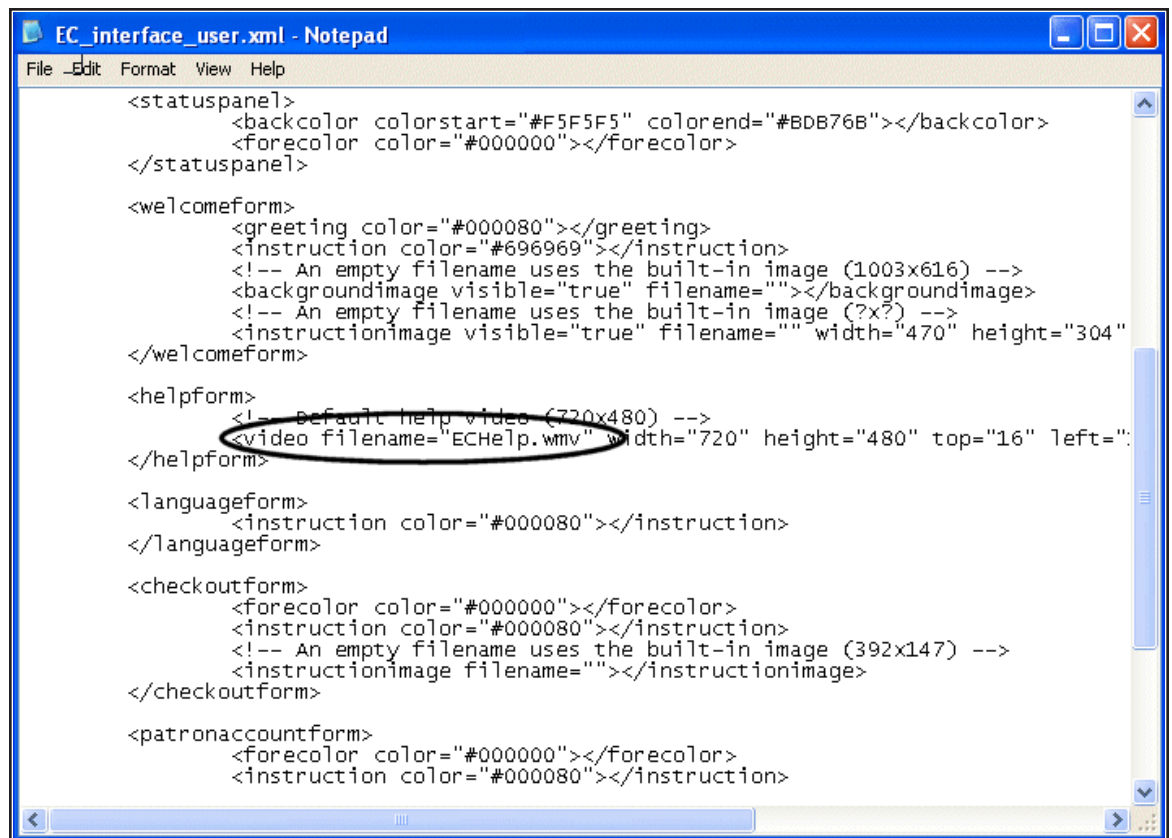 EC_interface_user.xml - Notepad
File Edit Format View Help
<statuspanel>
<backcolor colorstart="#F5F5F5" colorend="#BDB76B"></backcolor>
<forecolor color="#000000"></forecolor>
</statuspanel>
<welcomeform>
<greeting color="#000080"></greeting>
<instruction color="#696969"></instruction>
<!-- An empty filename uses the built-in image (1003x616) -->
<backgroundimage visible="true" filename=""></backgroundimage>
<!-- An empty filename uses the built-in image (?x?) -->
<instructionimage visible="true" filename="" width="470" height="304"
</welcomeform>
<helpform>
<!-- Default help video (720x480) -->
<video filename="ECHelp.wmv" width="720" height="480" top="16" left="
</helpform>
<languageform>
<instruction color="#000080"></instruction>
</languageform>
<checkoutform>
<forecolor color="#000000"></forecolor>
<instruction color="#000080"></instruction>
<!-- An empty filename uses the built-in image (392x147) -->
<instructionimage filename=""></instructionimage>
</checkoutform>
<patronaccountform>
<forecolor color="#000000"></forecolor>
<instruction color="#000080"></instruction>